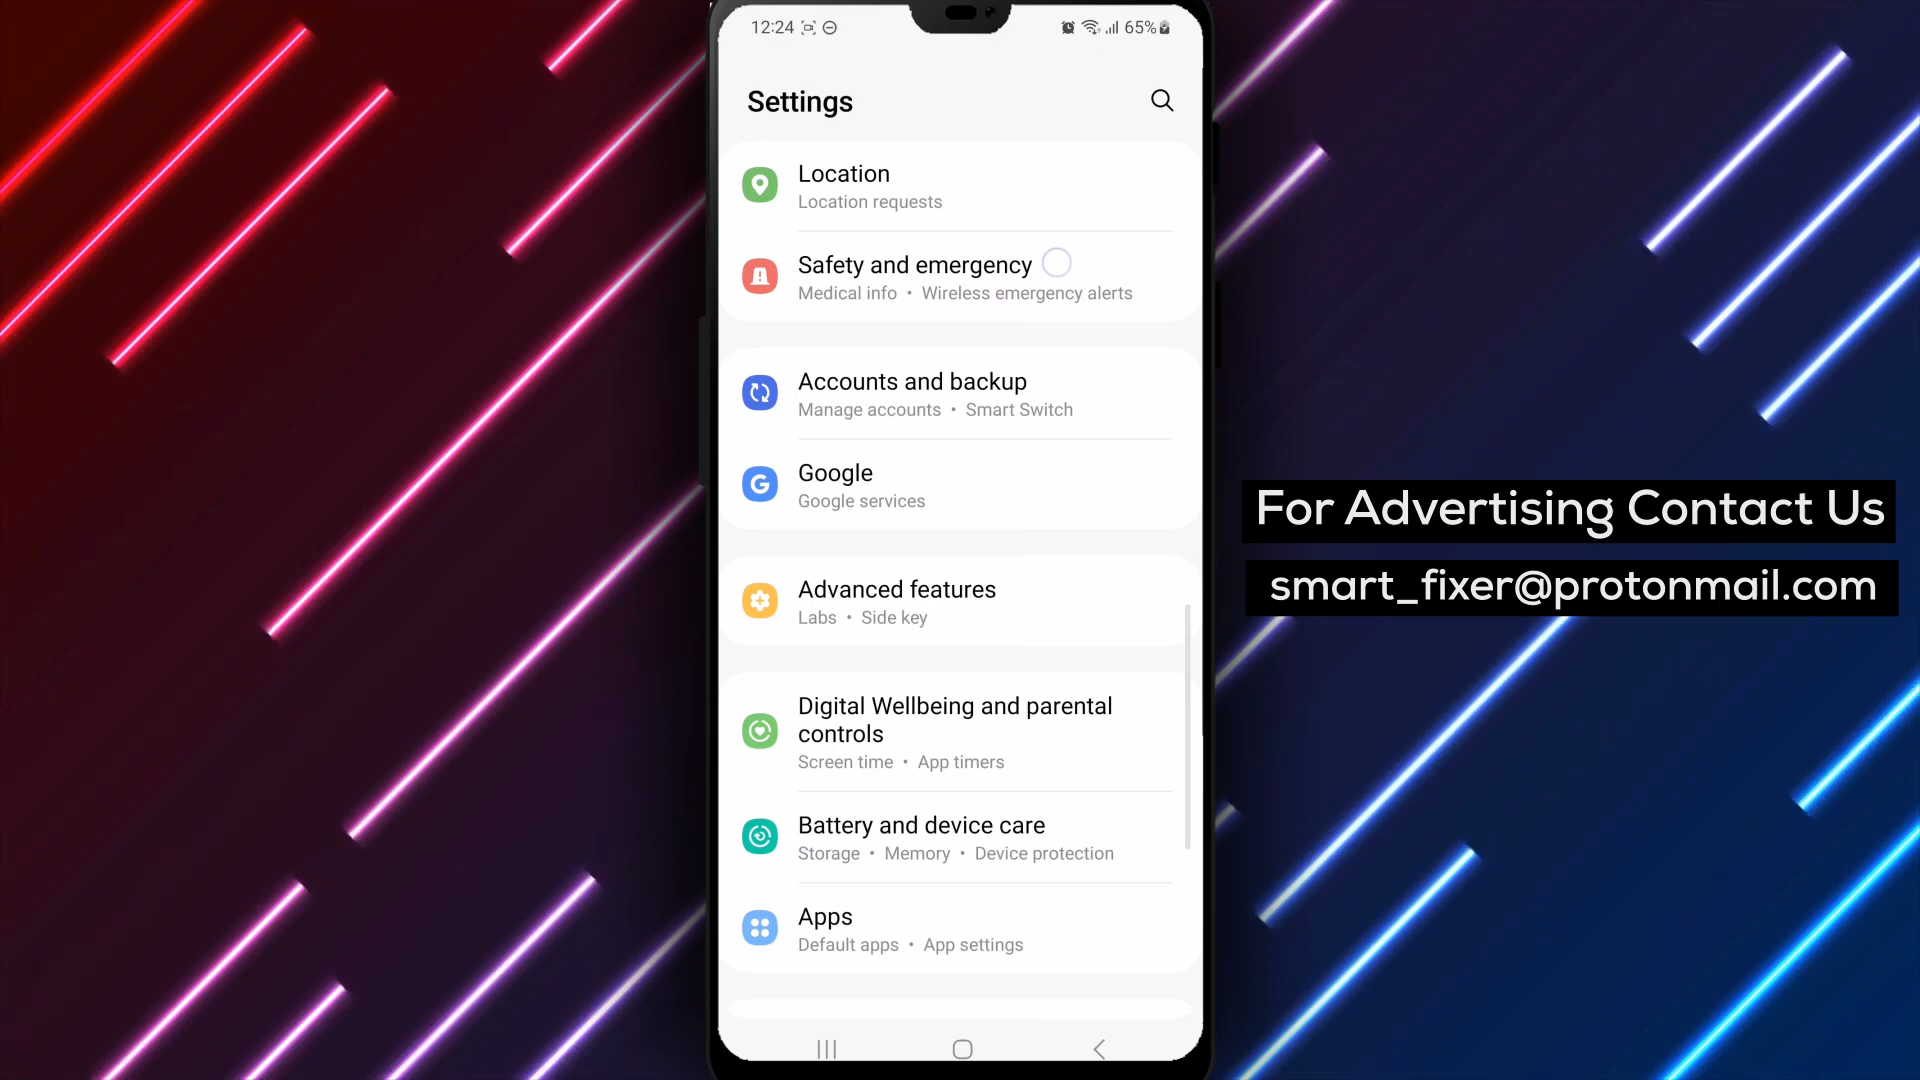 12:24 65%
Settings
Location
Location requests
Safety and emergency
Medical info • Wireless emergency alerts
Accounts and backup
Manage accounts • Smart Switch
Google
Google services
Advanced features
Labs • Side key
Digital Wellbeing and parental
controls
Screen time • App timers
Battery and device care
Storage • Memory • Device protection
Apps
Default apps • App settings
For Advertising Contact Us
smart_fixer@protonmail.com